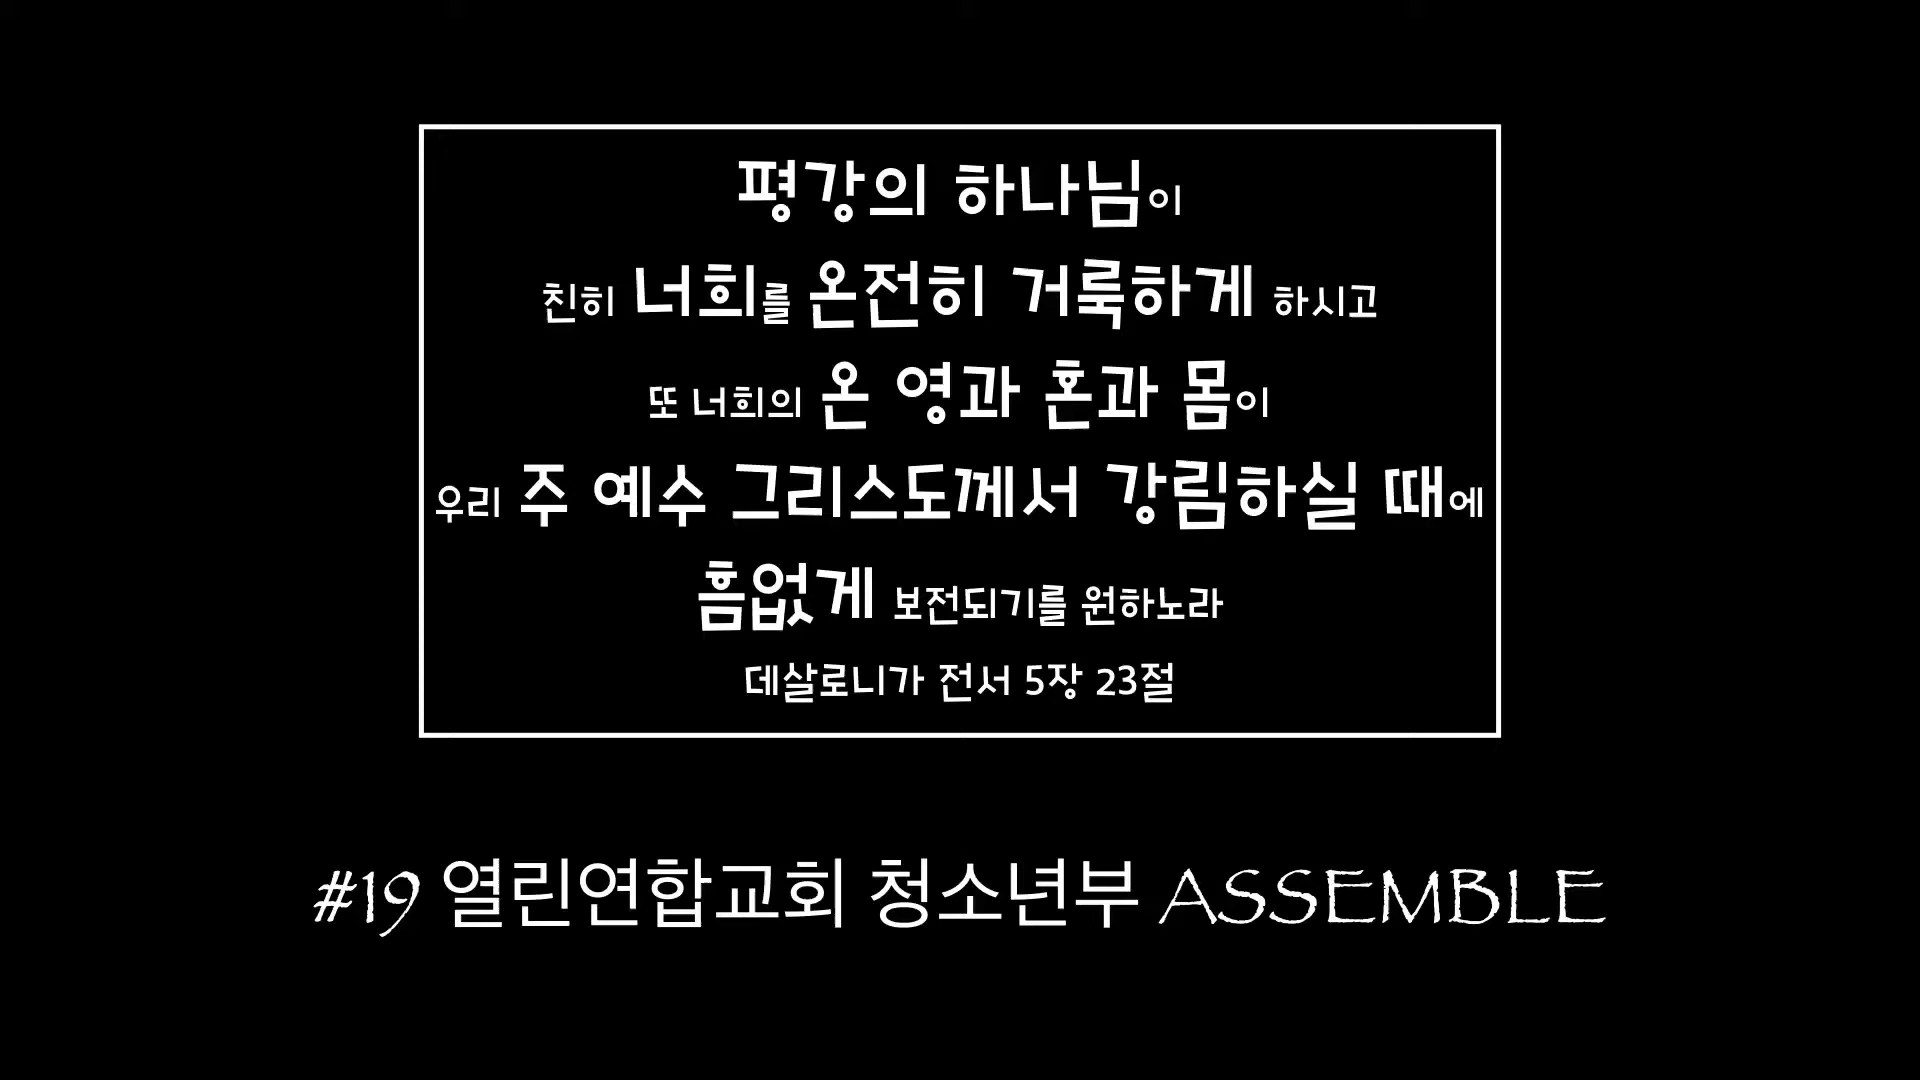 평강의 하나님이
친히 너희를 온전히 거룩하게 하시고
또 너희의 온 영과 혼과 몸이
우리 주 예수 그리스도께서 강림하실 때에
흠없게 보전되기를 원하노라
데살로니가 전서 5장 23절
#19 열린연합교회 청소년부 ASSEMBLE